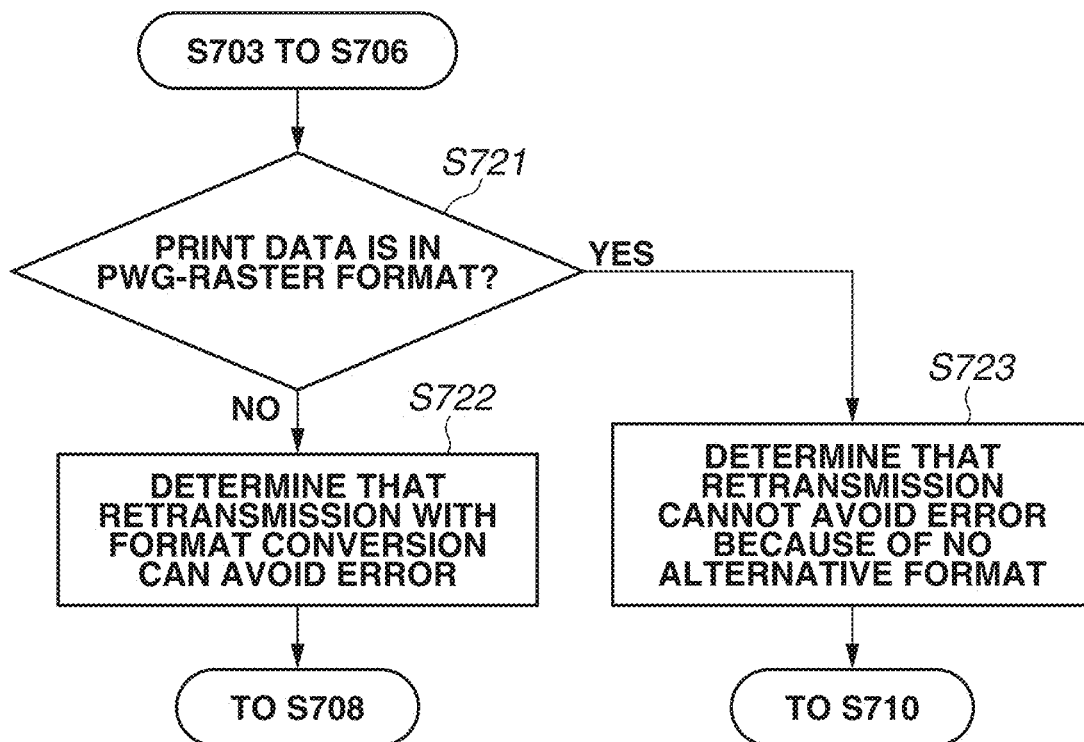 S703 TO S706
S721
PRINT DATA IS IN
PWG-RASTER FORMAT?
YES
NO
S722
DETERMINE THAT
RETRANSMISSION WITH
FORMAT CONVERSION
CAN AVOID ERROR
S723
DETERMINE THAT
RETRANSMISSION
CANNOT AVOID ERROR
BECAUSE OF NO
ALTERNATIVE FORMAT
TO S708
TO S710